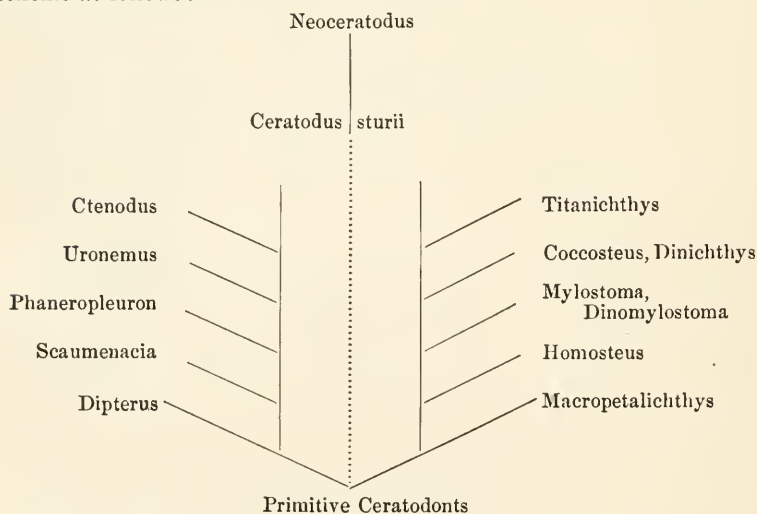 Neoceratodus
Ceratodus sturii
Ctenodus
Titanichthys
Uronemus
Coccosteus, Dinichthys
Phaneropleuron
Mylostoma,
Dinomylostoma
Scaumenacia
Homosteus
Dipterus
Macropetalichthys
Primitive Ceratodonts